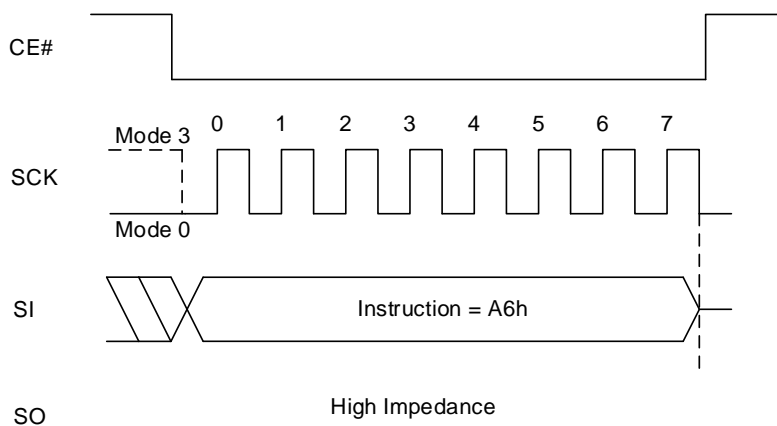 CE#
Mode 3
0 1 2 3 4 5 6 7
SCK
Mode 0
SI
Instruction = A6h
SO
High Impedance